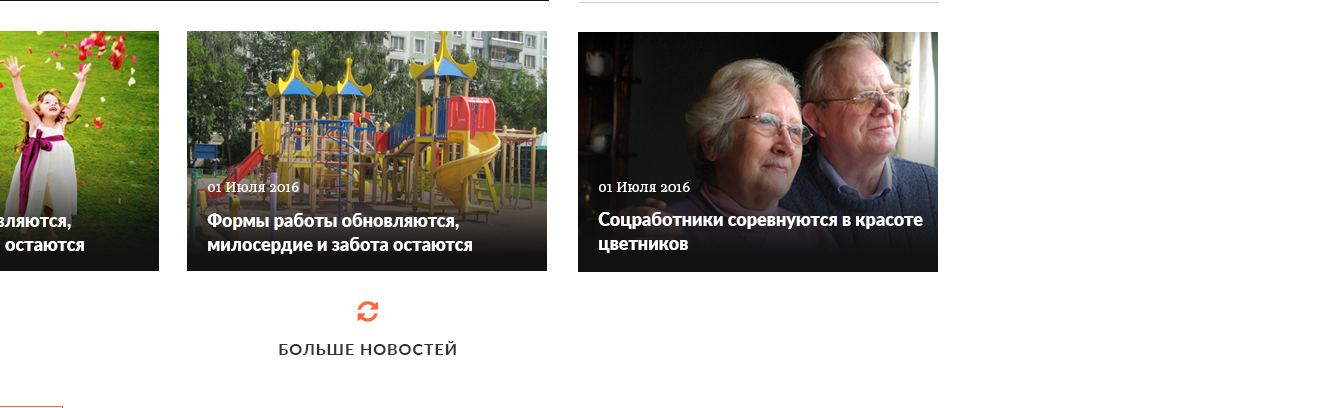 вляются,
остаются
01 Июля 2016
Формы работы обновляются,
милосердие и забота остаются
01 Июля 2016
Соцработники соревнуются в красоте
цветников
БОЛЬШЕ НОВОСТЕЙ